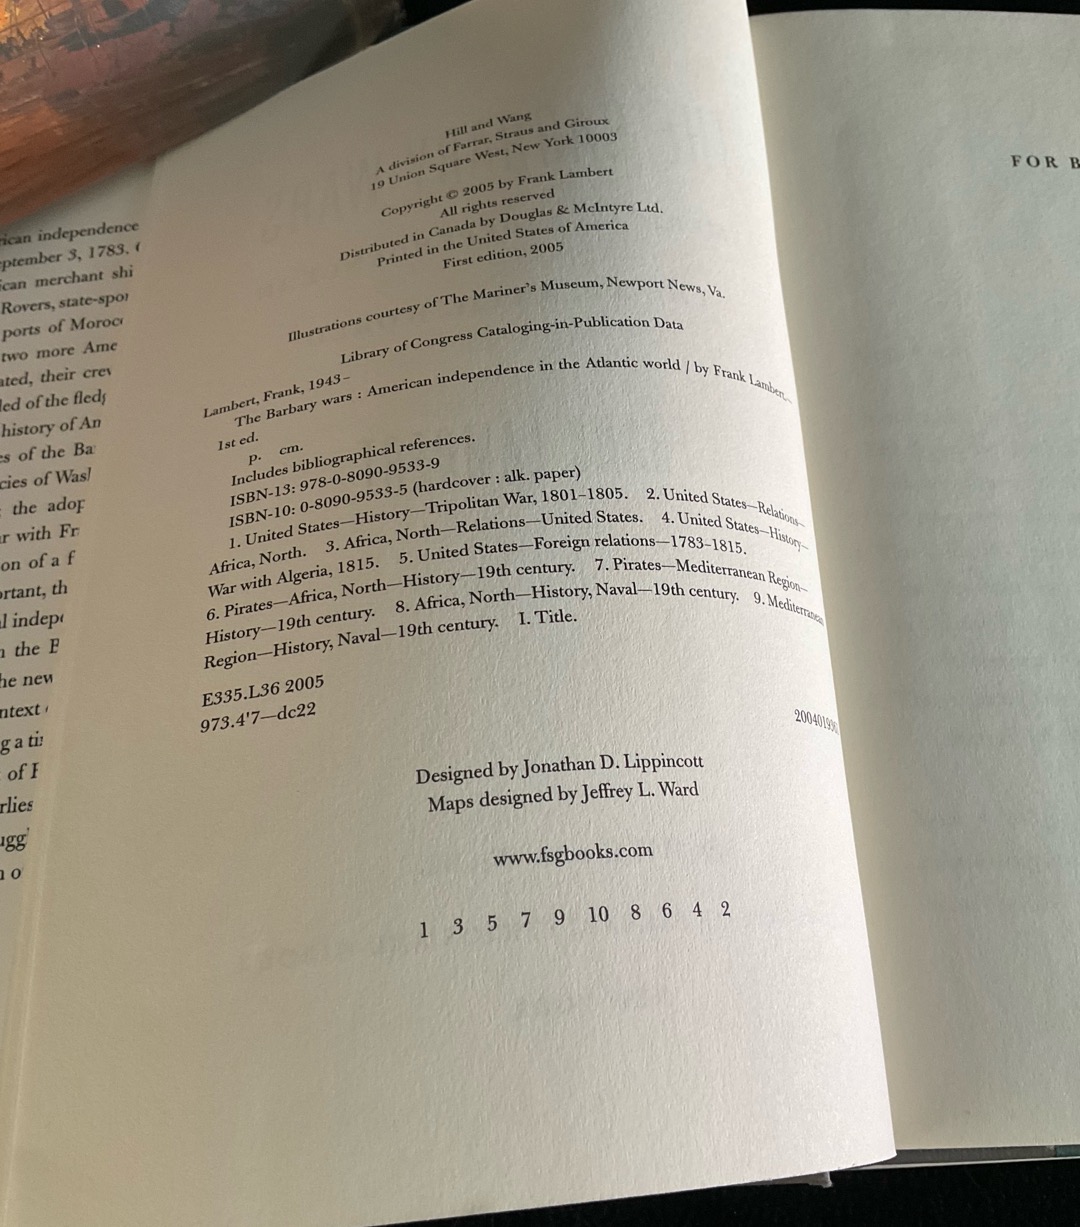 ican independence
ptember 3, 1783.
ican merchant shi
Rovers, state-spor
ports of Moroc
two more Ame
ated, their crev
led of the fledg
history of An
s of the Ba
cies of Wasl
the adop
r with Fr
on of a f
ortant, th
l indepe
n the B
he new
ntext
g a ti
of F
rlies
ugg
n o
Hill and Wang
A division of Farrar, Straus and Giroux
19 Union Square West, New York 10003
Copyright © 2005 by Frank Lambert
All rights reserved
Distributed in Canada by Douglas & McIntyre Ltd.
Printed in the United States of America
First edition, 2005
Illustrations courtesy of The Mariner's Museum, Newport News, Va.
Library of Congress Cataloging-in-Publication Data
Lambert, Frank, 1943–
The Barbary wars : American independence in the Atlantic world / by Frank Lambert.
1st ed.
p. cm.
Includes bibliographical references.
ISBN-13: 978-0-8090-9533-9
ISBN-10: 0-8090-9533-5 (hardcover : alk. paper)
1. United States—History—Tripolitan War, 1801–1805. 2. United States—Relations—
Africa, North. 3. Africa, North—Relations—United States. 4. United States—History—
War with Algeria, 1815. 5. United States—Foreign relations—1783–1815.
6. Pirates—Africa, North—History—19th century. 7. Pirates—Mediterranean Region—
History—19th century. 8. Africa, North—History, Naval—19th century. 9. Mediterranean
Region—History, Naval—19th century. I. Title.
E335.L36 2005
973.4'7—dc22
Designed by Jonathan D. Lippincott
Maps designed by Jeffrey L. Ward
www.fsgbooks.com
1 3 5 7 9 10 8 6 4 2
FOR B